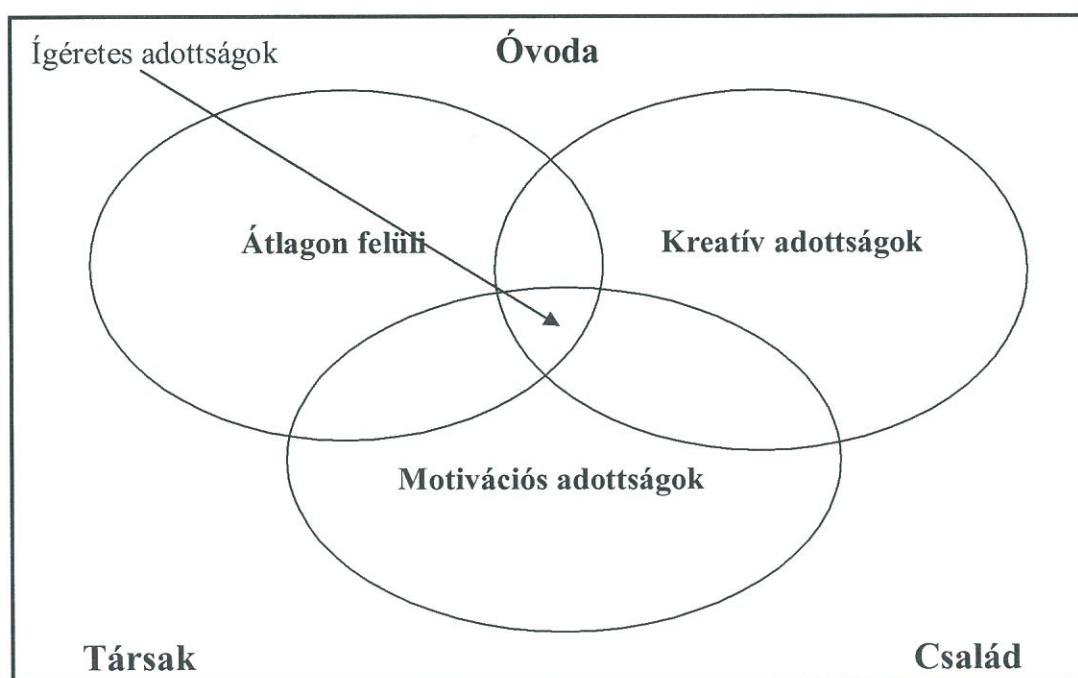 Óvoda
Ígéretes adottságok
Átlagon felüli
Kreatív adottságok
Motivációs adottságok
Társak
Család